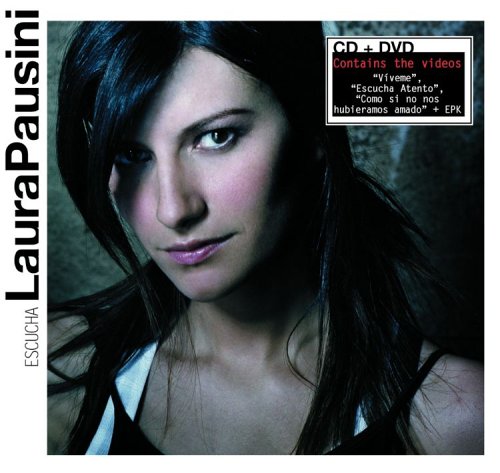 ESCUCHA LauraPausini
CD + DVD
Contains the videos
“Víveme”,
“Escucha Atento”,
“Como si no nos
hubieramos amado” + EPK